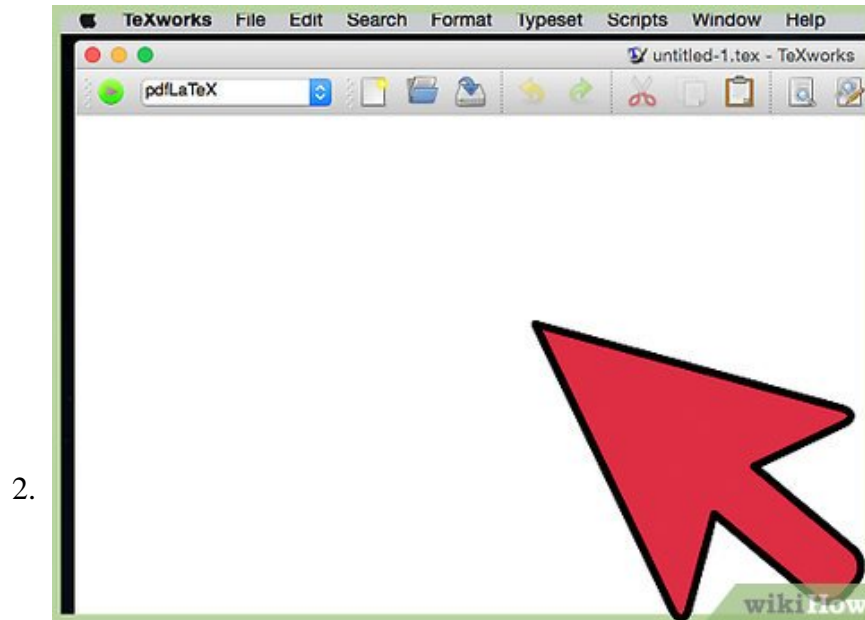 TeXworks File Edit Search Format Typeset Scripts Window Help
untitled-1.tex - TeXworks
pdfLaTeX
2.
wikiHow